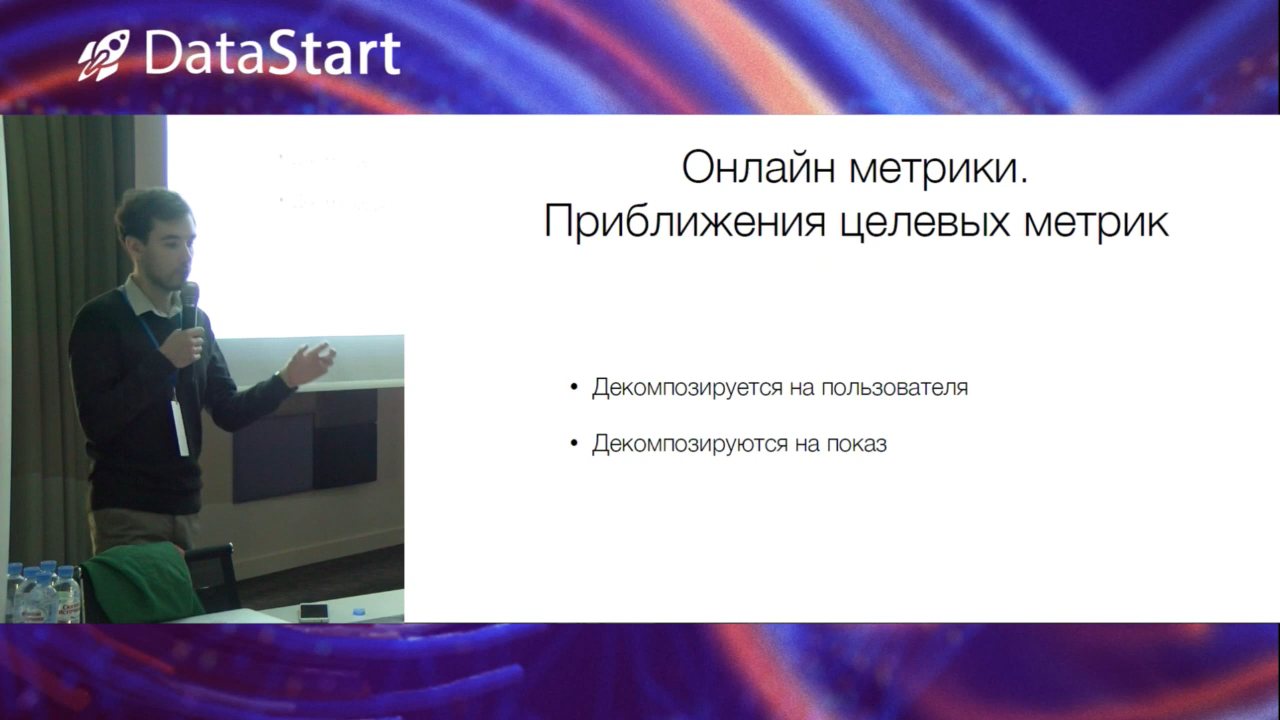 DataStart
Онлайн метрики.
Приближения целевых метрик
• Декомпозируется на пользователя
• Декомпозируются на показ